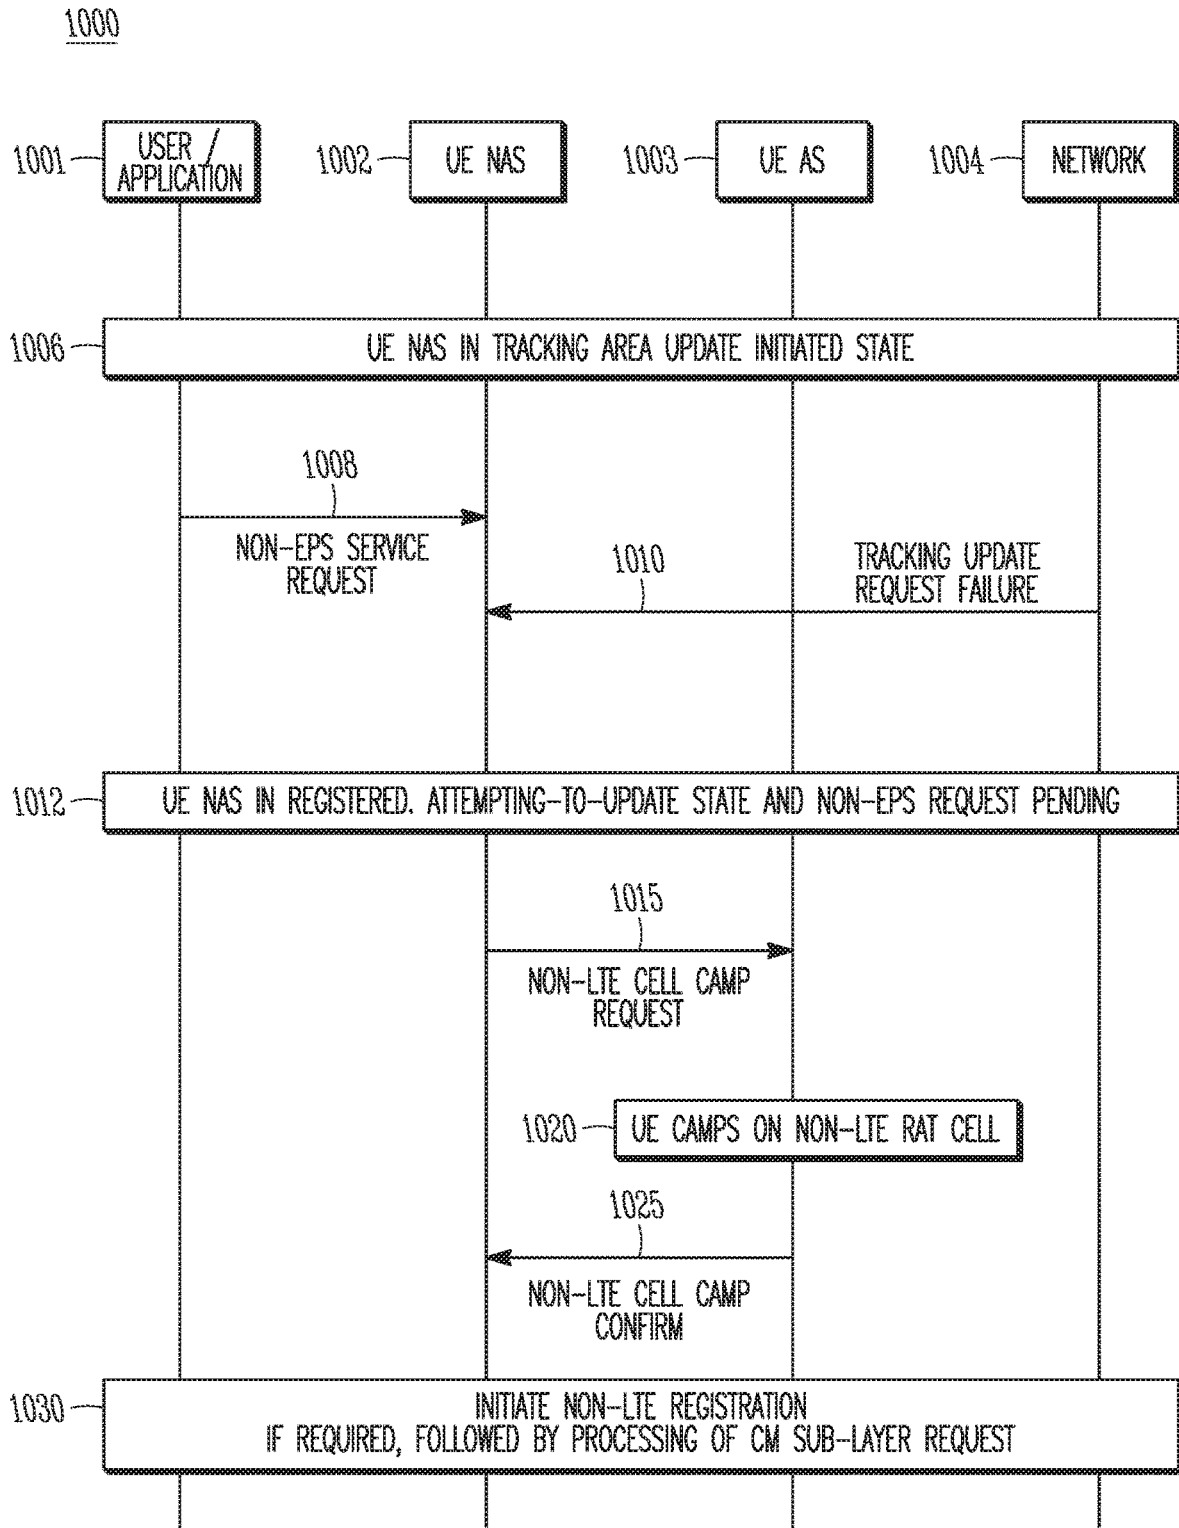 1000
1001
USER /
APPLICATION
1002
UE NAS
1003
UE AS
1004
NETWORK
1006
UE NAS IN TRACKING AREA UPDATE INITIATED STATE
1008
NON-EPS SERVICE
REQUEST
1010
TRACKING UPDATE
REQUEST FAILURE
1012
UE NAS IN REGISTERED. ATTEMPTING-TO-UPDATE STATE AND NON-EPS REQUEST PENDING
1015
NON-LTE CELL CAMP
REQUEST
1020
UE CAMPS ON NON-LTE RAT CELL
1025
NON-LTE CELL CAMP
CONFIRM
1030
INITIATE NON-LTE REGISTRATION
IF REQUIRED, FOLLOWED BY PROCESSING OF CM SUB-LAYER REQUEST